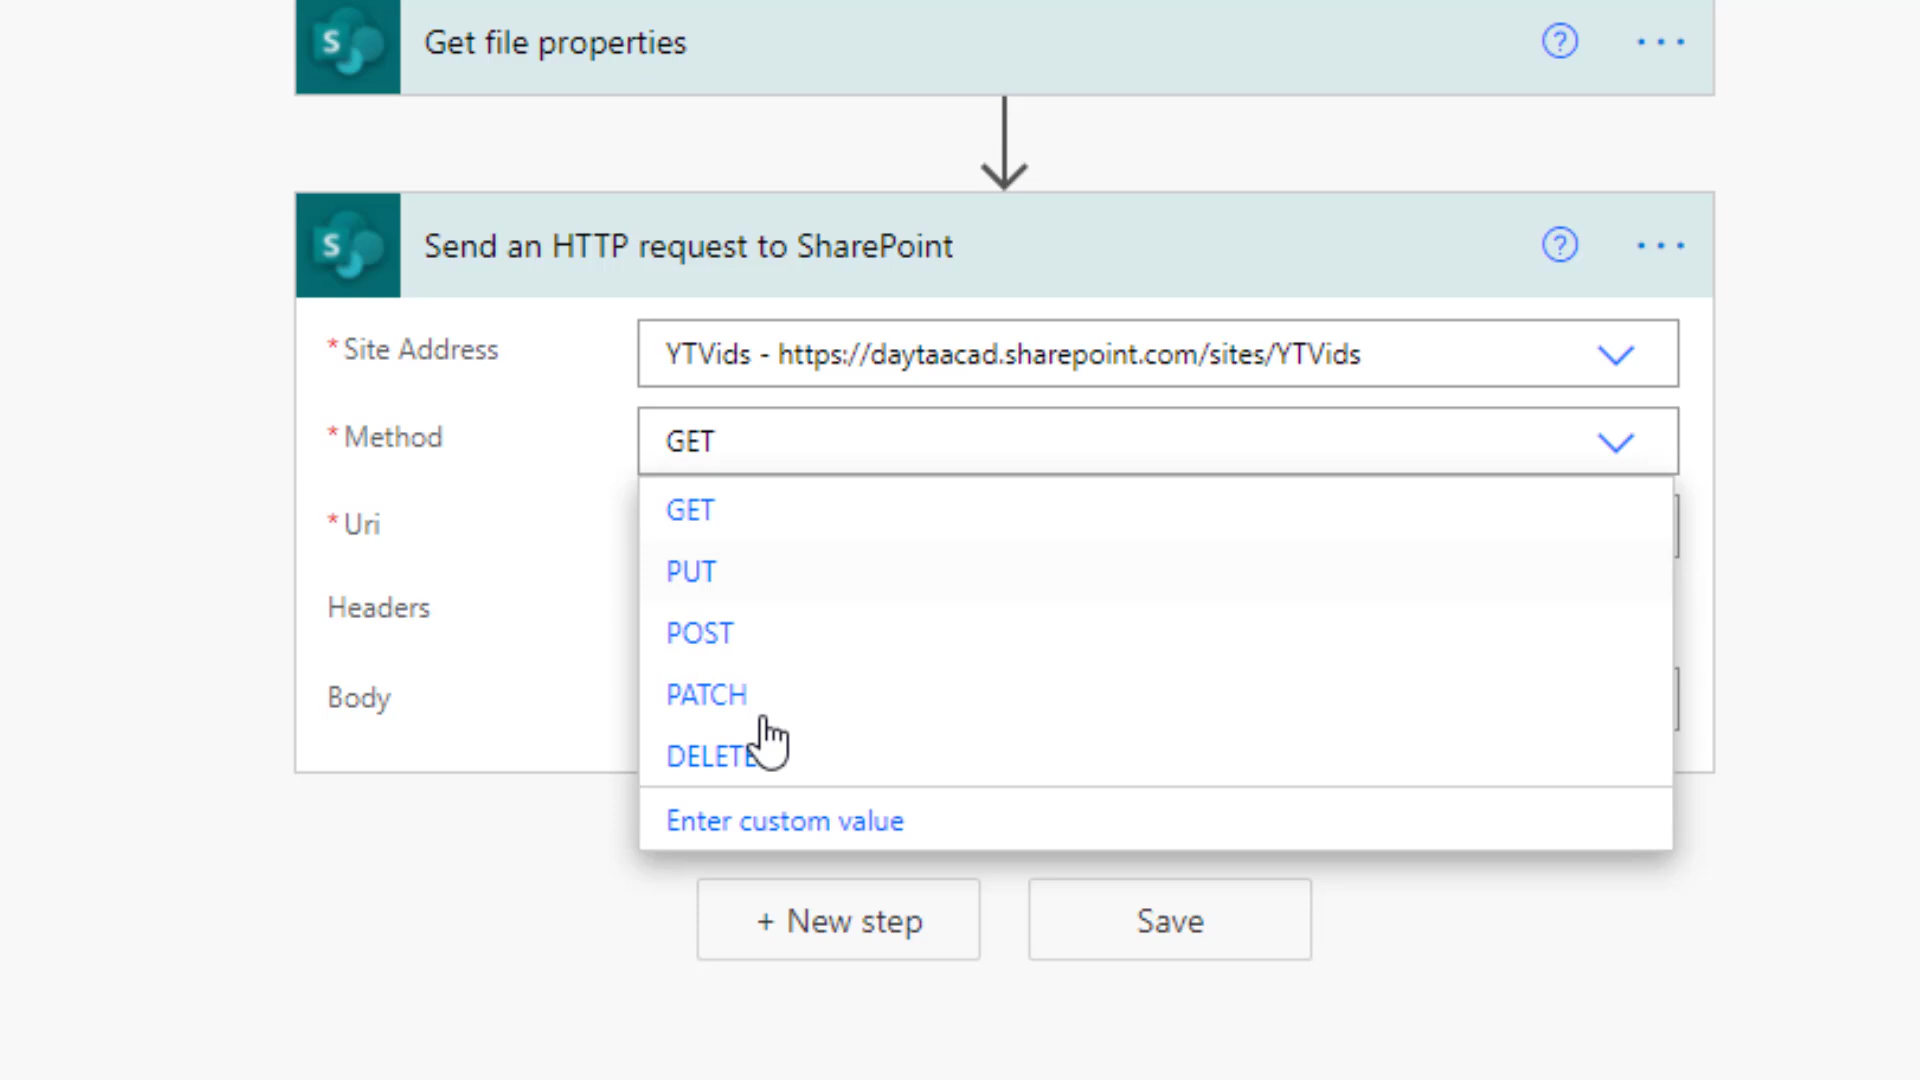 S Get file properties ? ...
S Send an HTTP request to SharePoint ? ...
* Site Address YTVids - https://daytaacad.sharepoint.com/sites/YTVids
* Method GET
GET
* Uri
PUT
Headers
POST
PATCH
Body
DELETE
Enter custom value
+ New step Save